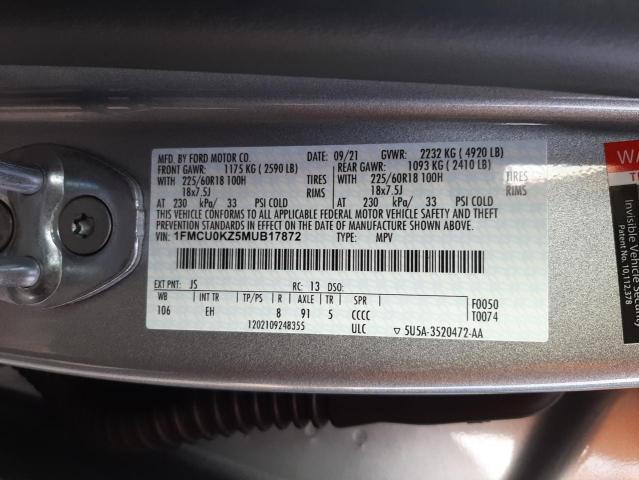 MFD. BY FORD MOTOR CO.
DATE: 09/21 GVWR: 2232 KG ( 4920 LB)
FRONT GAWR: 1175 KG ( 2590 LB)
REAR GAWR: 1093 KG ( 2410 LB)
WITH 225/60R18 100H TIRES
18x7.5J RIMS
AT 230 kPa/ 33 PSI COLD
WITH 225/60R18 100H TIRES
18x7.5J RIMS
AT 230 kPa/ 33 PSI COLD
THIS VEHICLE CONFORMS TO ALL APPLICABLE FEDERAL MOTOR VEHICLE SAFETY AND THEFT
PREVENTION STANDARDS IN EFFECT ON THE DATE OF MANUFACTURE SHOWN ABOVE.
VIN: 1FMCU0KZ5MUB17872 TYPE: MPV
EXT PNT: JS RC: 13 DSO:
WB INT TR TP/PS R AXLE TR SPR
106 EH 8 91 5 CCCC
F0050
T0074
1202109248355 ULC
▽ 5U5A-3520472-AA
WA
Invisible Vehicle Security
Patent No. 10,112,378